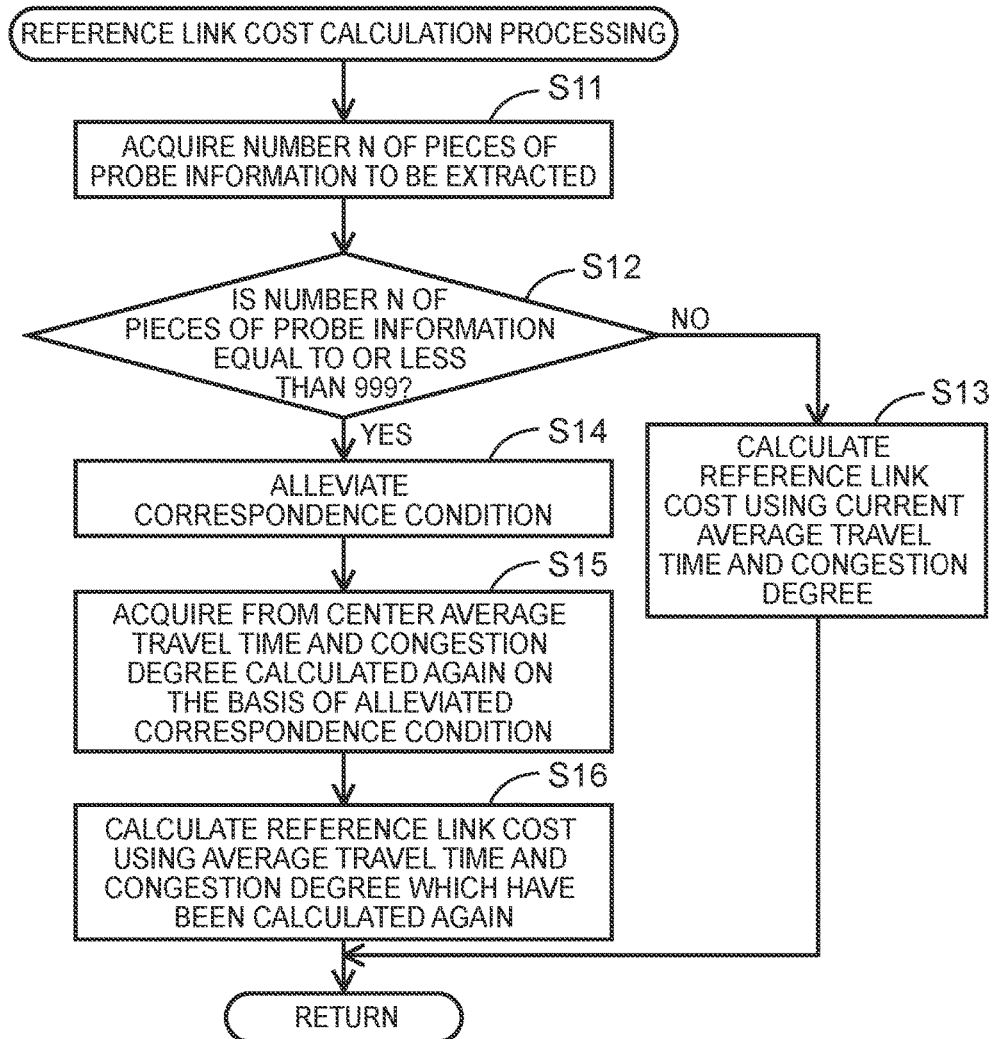 REFERENCE LINK COST CALCULATION PROCESSING
S11
ACQUIRE NUMBER N OF PIECES OF
PROBE INFORMATION TO BE EXTRACTED
S12
IS NUMBER N OF
PIECES OF PROBE INFORMATION
EQUAL TO OR LESS
THAN 999?
NO
YES
S13
CALCULATE
REFERENCE LINK
COST USING CURRENT
AVERAGE TRAVEL
TIME AND CONGESTION
DEGREE
S14
ALLEVIATE
CORRESPONDENCE CONDITION
S15
ACQUIRE FROM CENTER AVERAGE
TRAVEL TIME AND CONGESTION
DEGREE CALCULATED AGAIN ON
THE BASIS OF ALLEVIATED
CORRESPONDENCE CONDITION
S16
CALCULATE REFERENCE LINK COST
USING AVERAGE TRAVEL TIME AND
CONGESTION DEGREE WHICH HAVE
BEEN CALCULATED AGAIN
RETURN